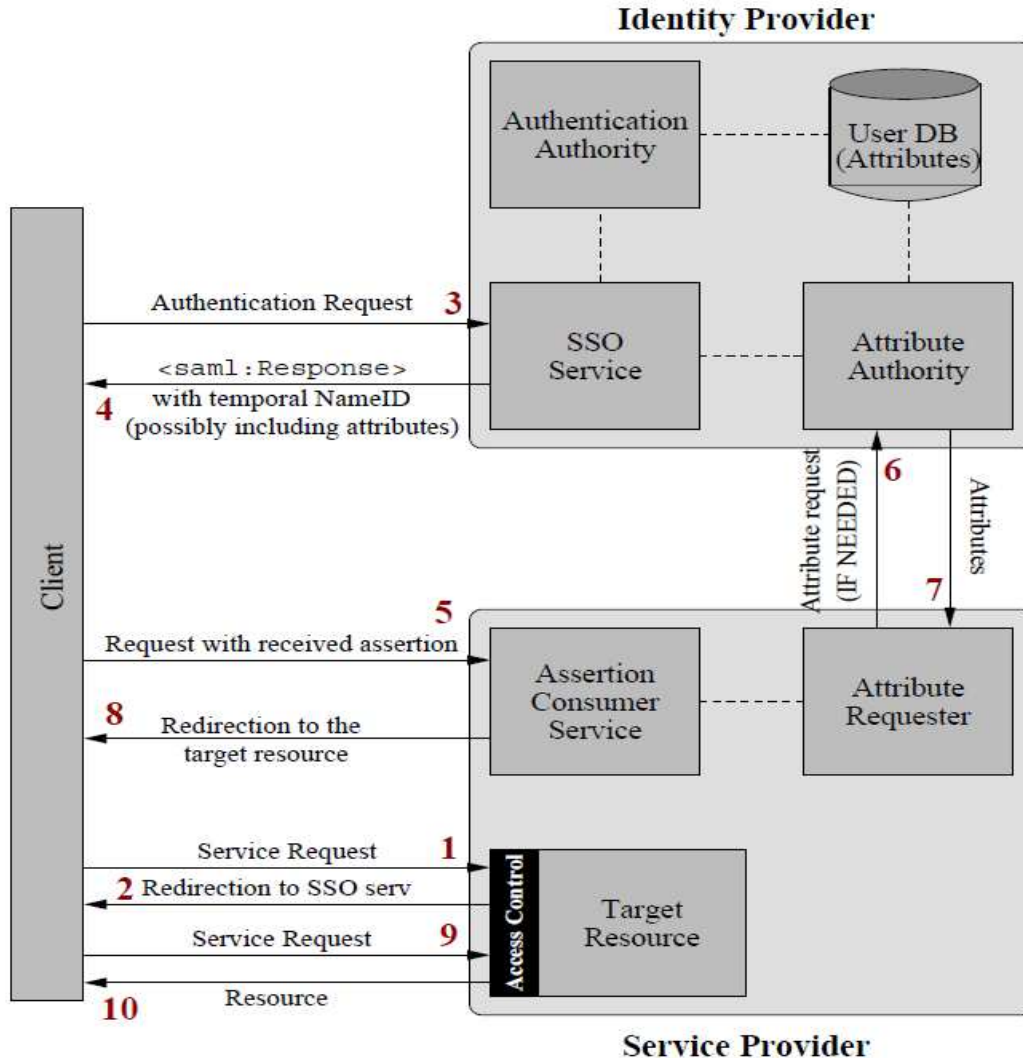 Identity Provider
Authentication
Authority
User DB
(Attributes)
Authentication Request
3
SSO
Service
Attribute
Authority
<saml:Response>
4
with temporal NameID
(possibly including attributes)
Attribute request
(IF NEEDED)
6
Attributes
7
Client
5
Request with received assertion
Assertion
Consumer
Service
Attribute
Requester
8
Redirection to the
target resource
Service Request
1
2
Redirection to SSO serv
Service Request
9
Access Control
Target
Resource
Resource
10
Service Provider